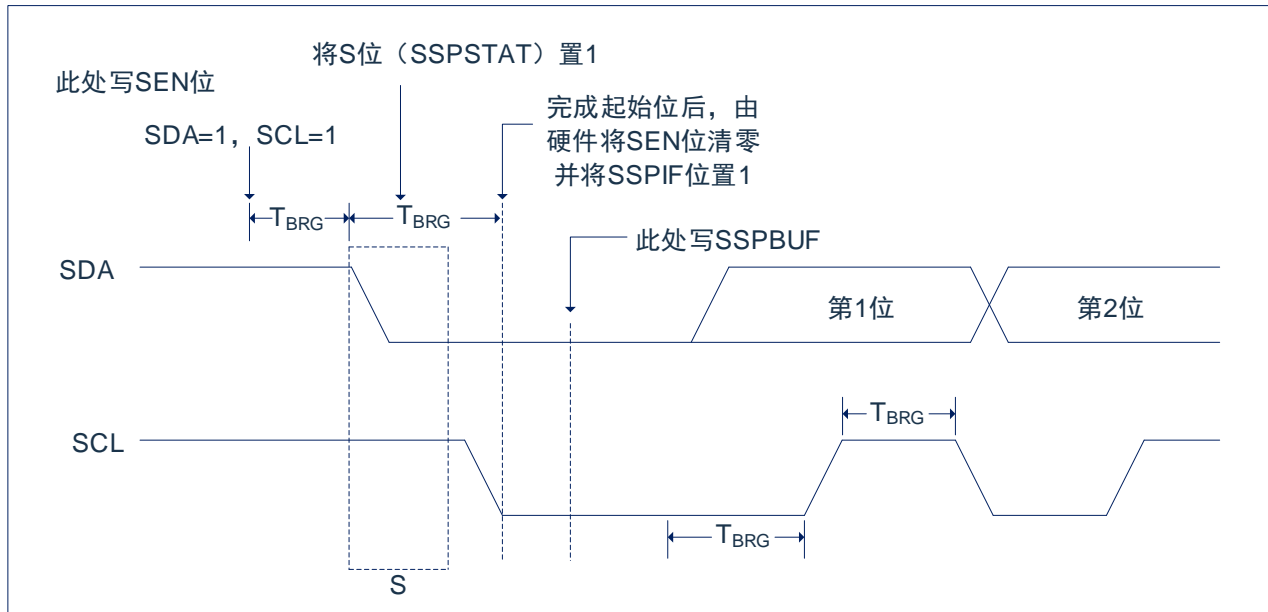 将S位（SSPSTAT）置1
此处写SEN位
SDA=1，SCL=1
完成起始位后，由
硬件将SEN位清零
并将SSPIF位置1
TBRG
TBRG
此处写SSPBUF
SDA
第1位
第2位
TBRG
SCL
TBRG
S